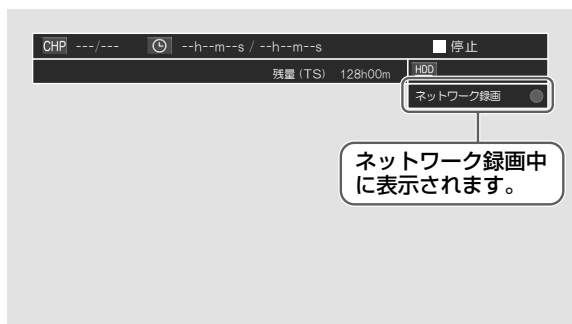 CHP ---/--- --h--m--s / --h--m--s 停止
残量 (TS) 128h00m HDD
ネットワーク録画
ネットワーク録画中
に表示されます。